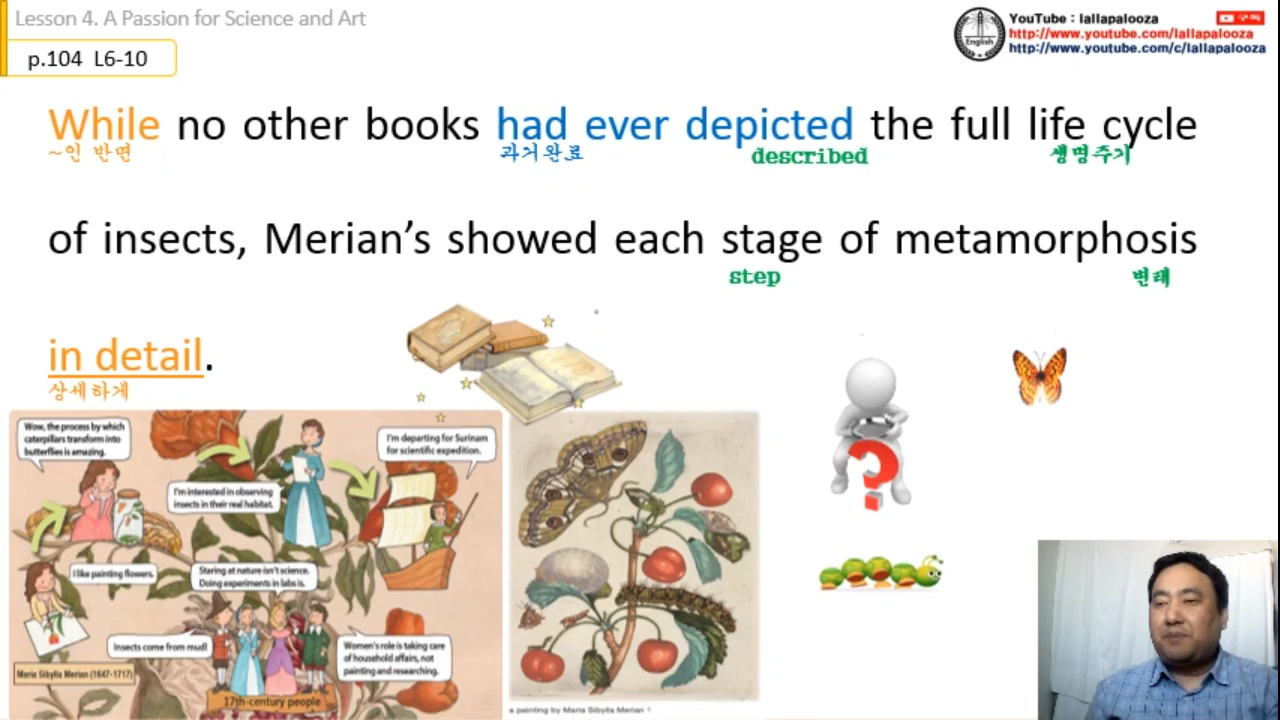 Lesson 4. A Passion for Science and Art
p.104 L6-10
English
YouTube : lallapalooza
구독
http://www.youtube.com/lallapalooza
http://www.youtube.com/c/lallapalooza
While no other books had ever depicted the full life cycle
~인 반면 과거완료 described 생명주기
of insects, Merian’s showed each stage of metamorphosis
step 변태
in detail.
상세하게
Wow, the process by which
caterpillars transform into
butterflies is amazing.
I'm interested in observing
insects in their real habitat.
I'm departing for Surinam
for scientific expedition.
I like painting flowers.
Staring at nature isn't science.
Doing experiments in labs is.
Insects come from mud!
Women's role is taking care
of household affairs, not
painting and researching.
Maria Sibylla Merian (1647-1717)
17th-century people
a painting by Maria Sibylla Merian ↑